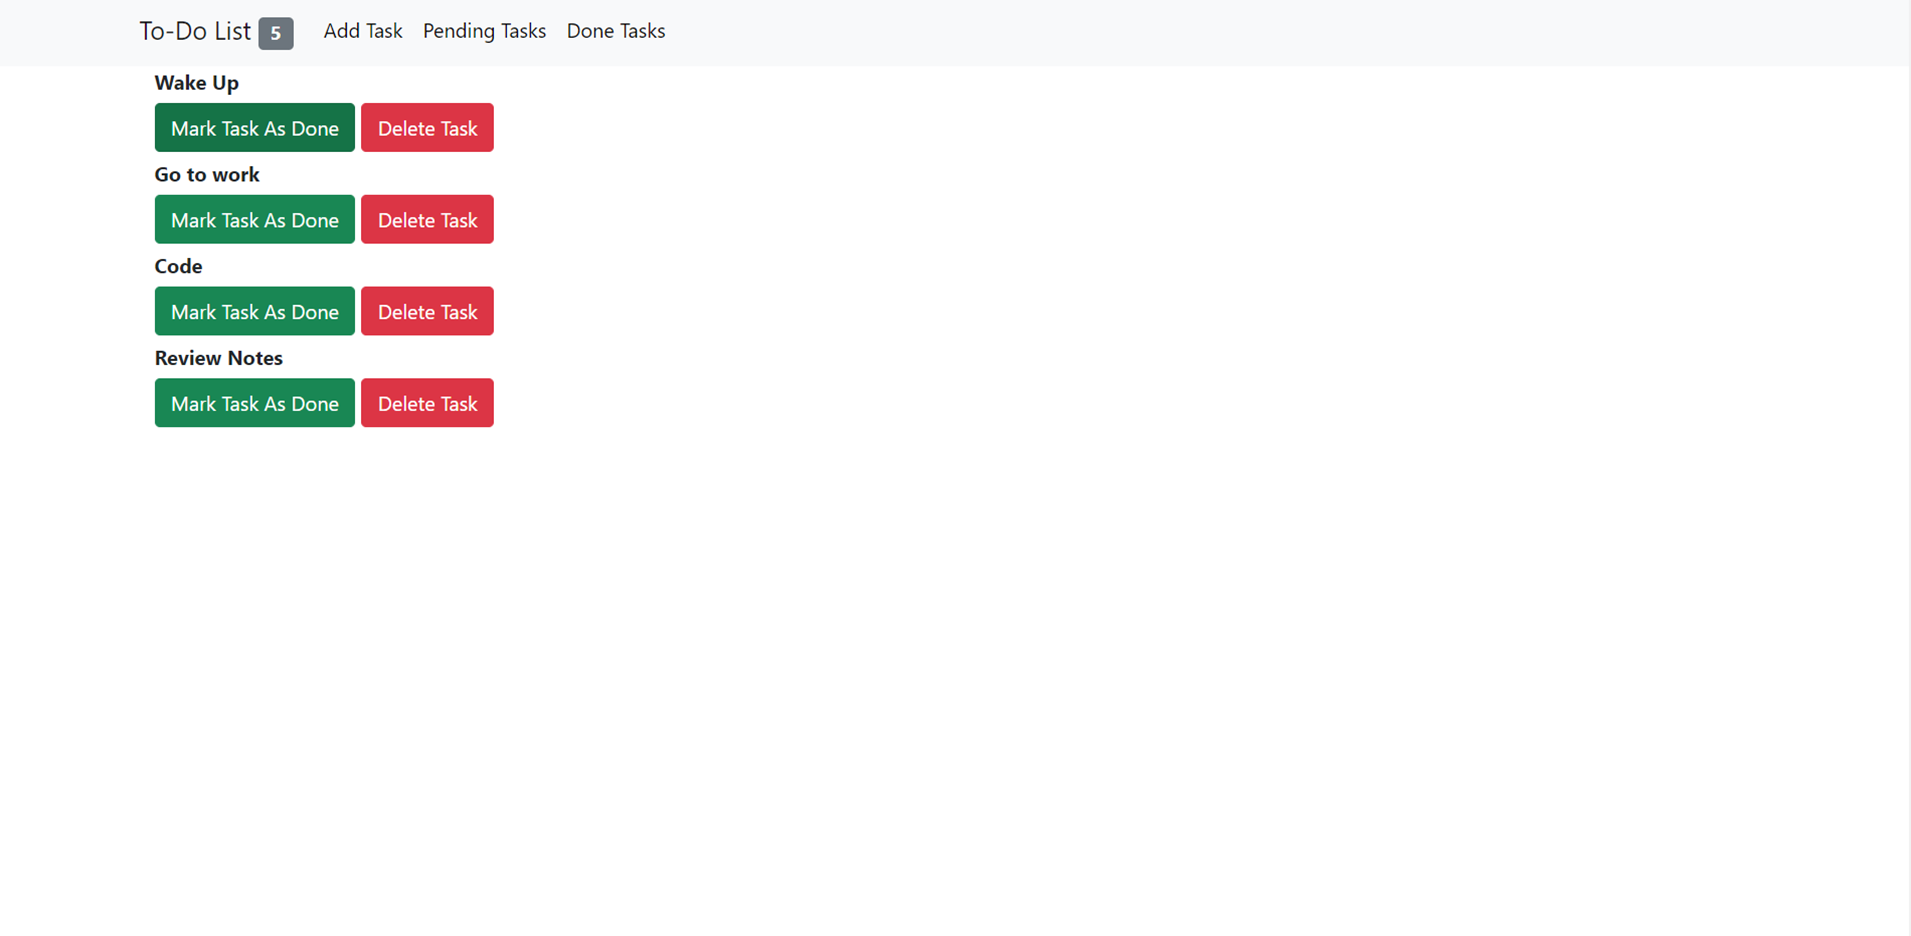 To-Do List 5 Add Task Pending Tasks Done Tasks
Wake Up
Mark Task As Done Delete Task
Go to work
Mark Task As Done Delete Task
Code
Mark Task As Done Delete Task
Review Notes
Mark Task As Done Delete Task